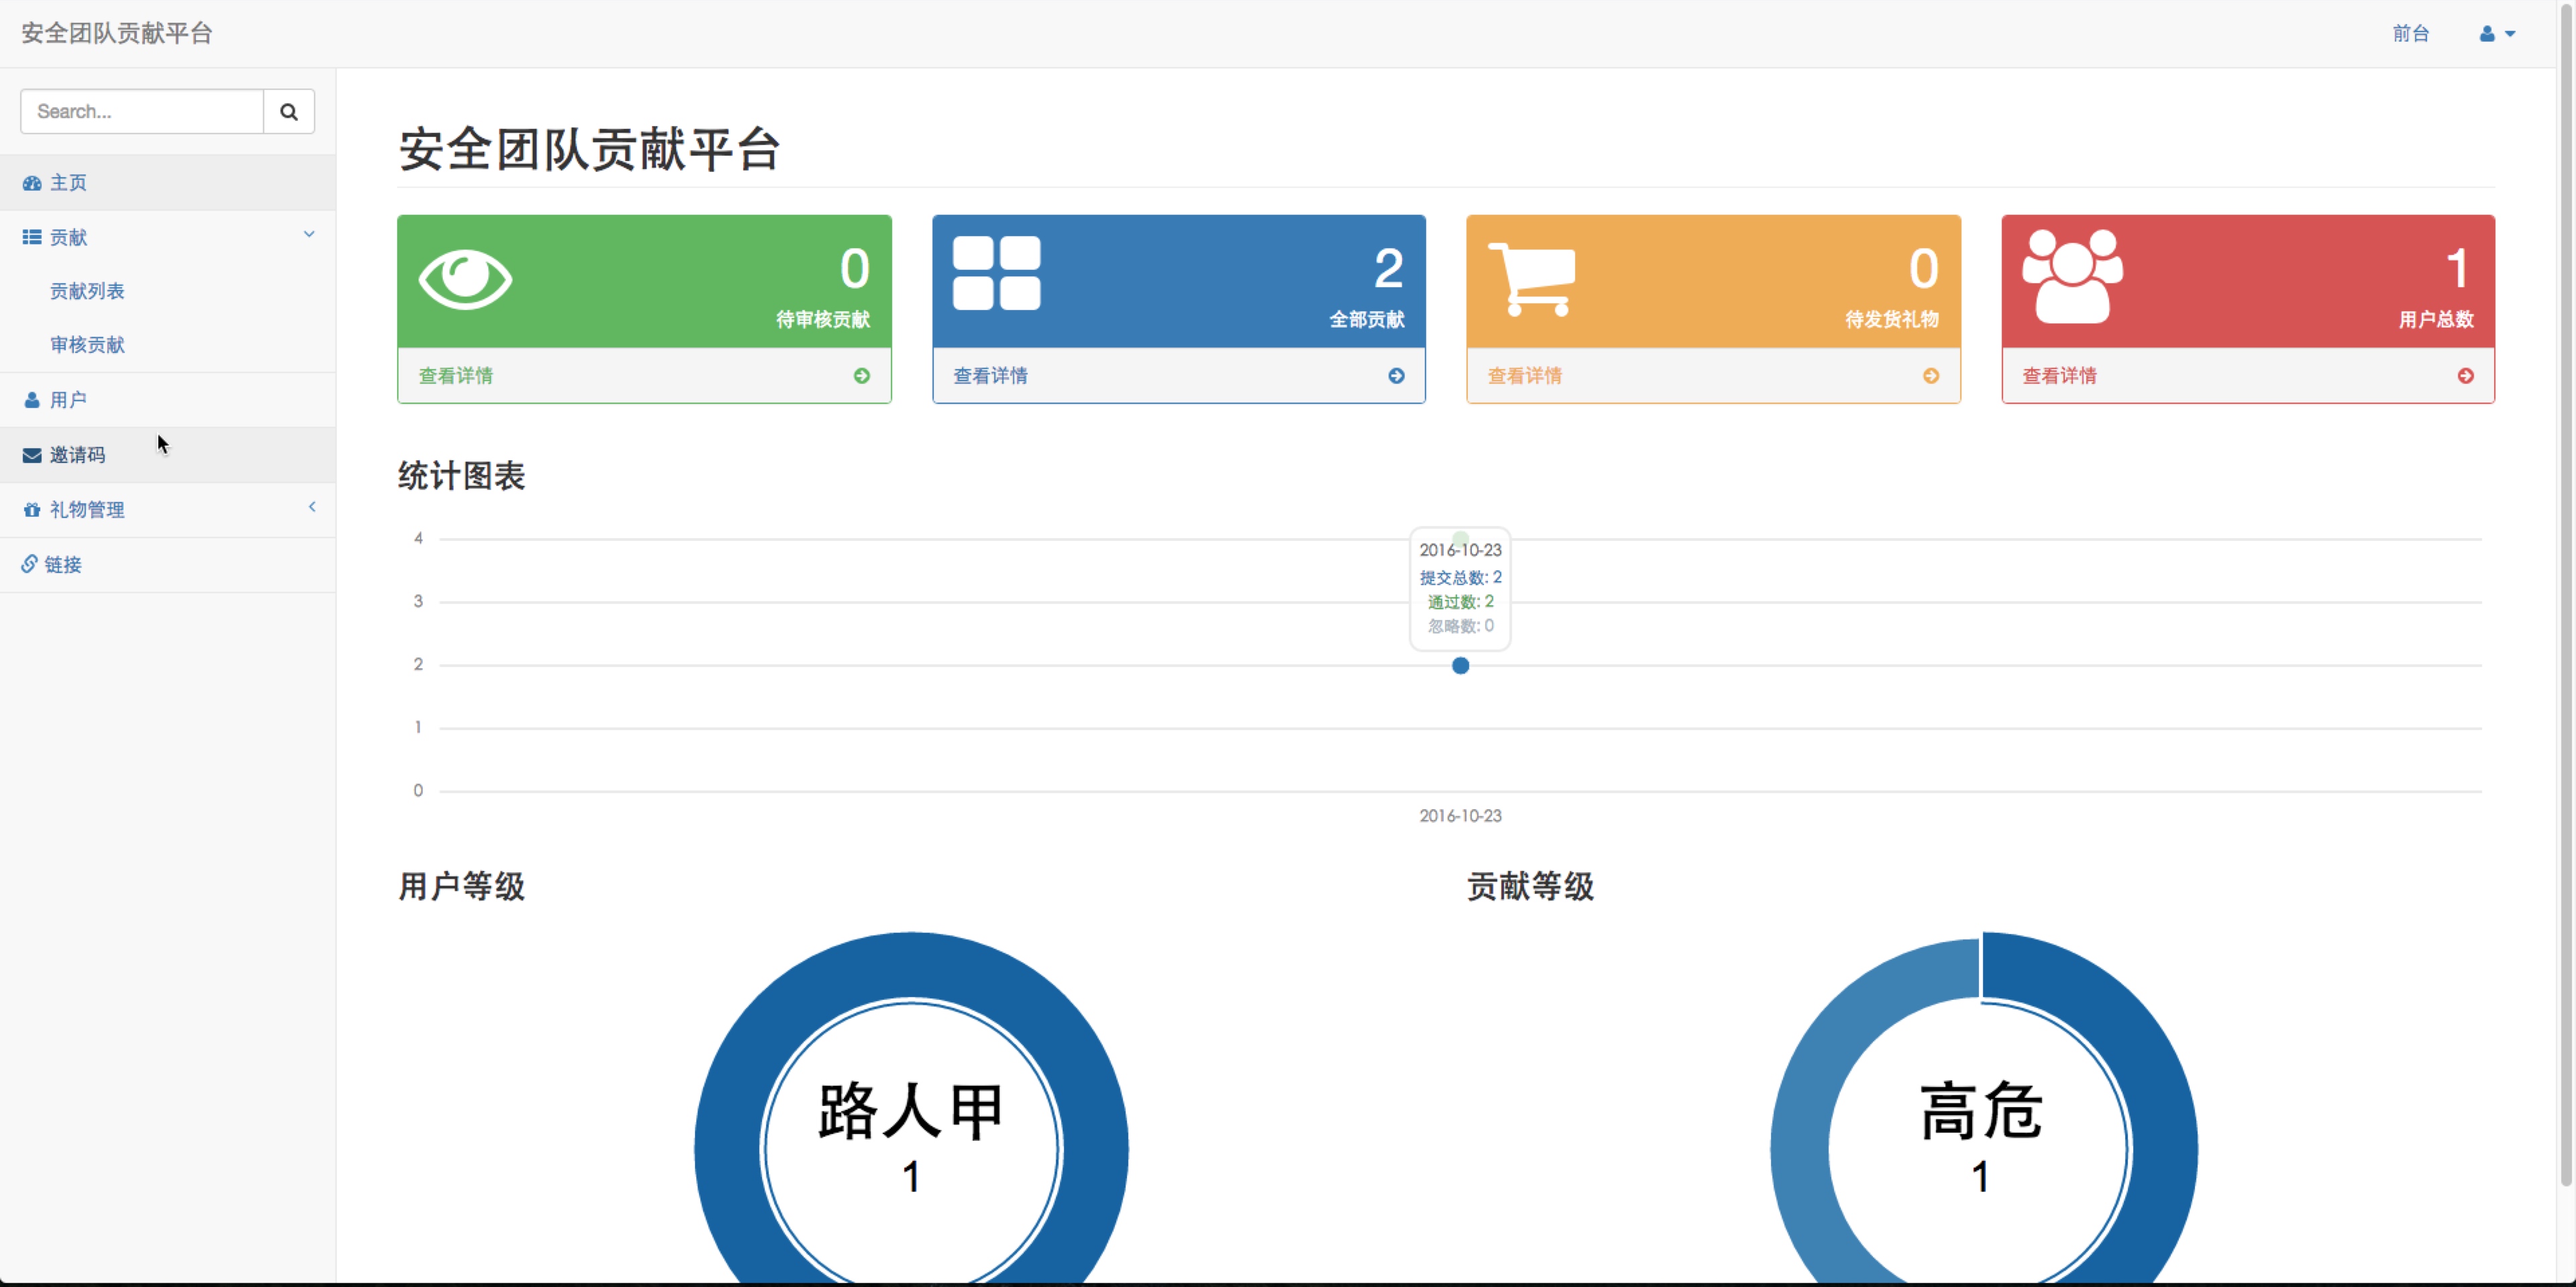 安全团队贡献平台
前台
Search...
主页
贡献
贡献列表
审核贡献
用户
邀请码
礼物管理
链接
安全团队贡献平台
0
待审核贡献
查看详情
2
全部贡献
查看详情
0
待发货礼物
查看详情
1
用户总数
查看详情
统计图表
4
3
2
1
0
2016-10-23
提交总数: 2
通过数: 2
忽略数: 0
2016-10-23
用户等级
路人甲
1
贡献等级
高危
1